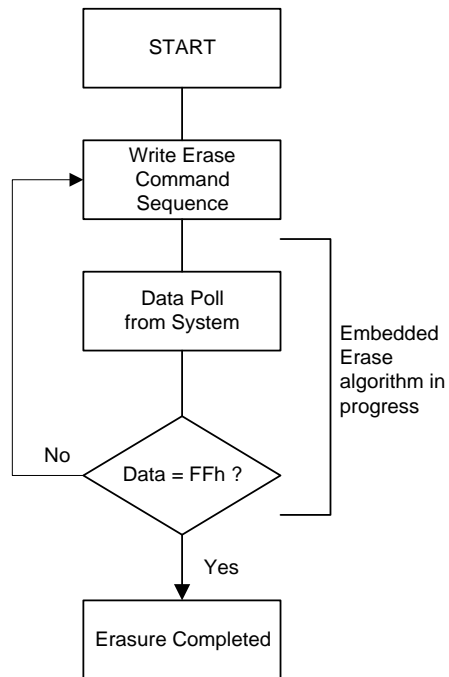 START
Write Erase
Command
Sequence
Data Poll
from System
Embedded
Erase
algorithm in
progress
No
Data = FFh ?
Yes
Erasure Completed